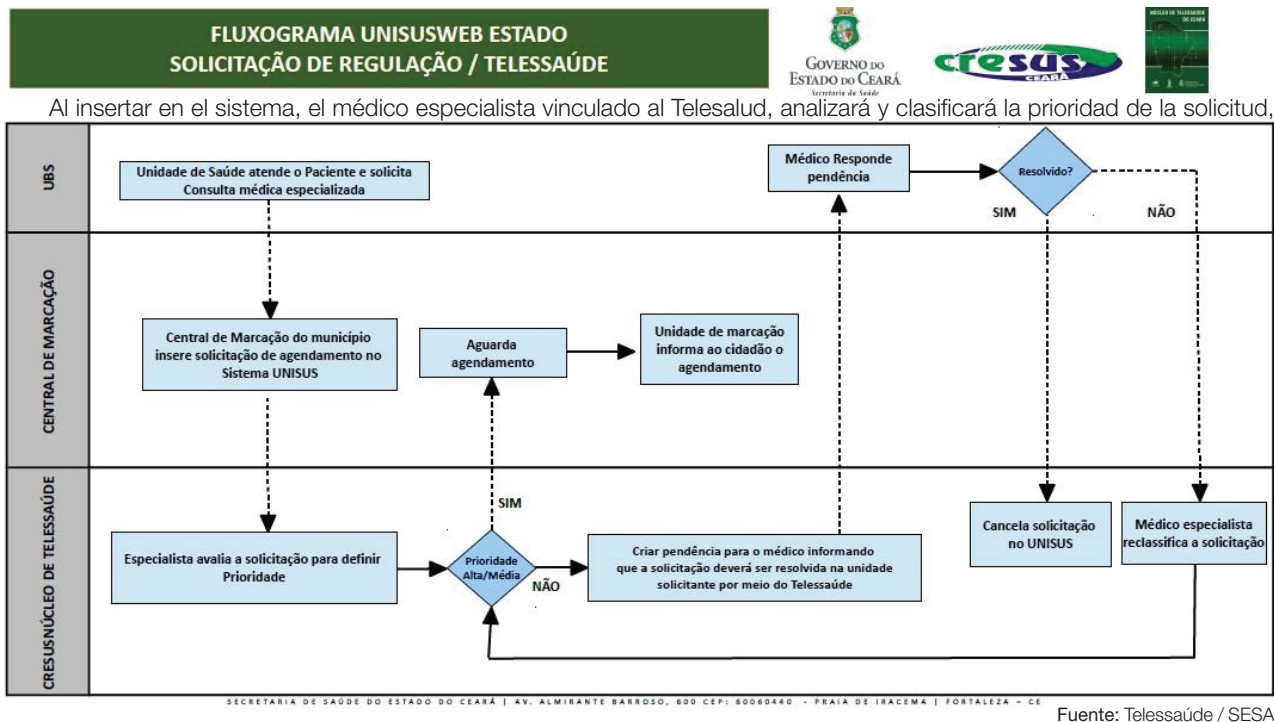 FLUXOGRAMA UNISUSWEB ESTADO
SOLICITAÇÃO DE REGULAÇÃO / TELESSAÚDE
GOVERNO DO
ESTADO DO CEARÁ
Secretaria da Saúde
cresus
CEARÁ
NÚCLEO DE TELESSAÚDE
DO CEARÁ
Al insertar en el sistema, el médico especialista vinculado al Telesalud, analizará y clasificará la prioridad de la solicitud,
UBS
Unidade de Saúde atende o Paciente e solicita
Consulta médica especializada
Médico Responde
pendência
Resolvido?
SIM
NÃO
CENTRAL DE MARCAÇÃO
Central de Marcação do município
insere solicitação de agendamento no
Sistema UNISUS
Aguarda
agendamento
Unidade de marcação
informa ao cidadão o
agendamento
CRESUSNÚCLEO DE TELESSAÚDE
Especialista avalia a solicitação para definir
Prioridade
SIM
Prioridade
Alta/Média
NÃO
Criar pendência para o médico informando
que a solicitação deverá ser resolvida na unidade
solicitante por meio do Telessaúde
Cancela solicitação
no UNISUS
Médico especialista
reclassifica a solicitação
SECRETARIA DE SAÚDE DO ESTADO DO CEARÁ | AV. ALMIRANTE BARROSO, 600 CEP: 60060440 - PRAIA DE IRACEMA | FORTALEZA – CE
Fuente: Telessaúde / SESA